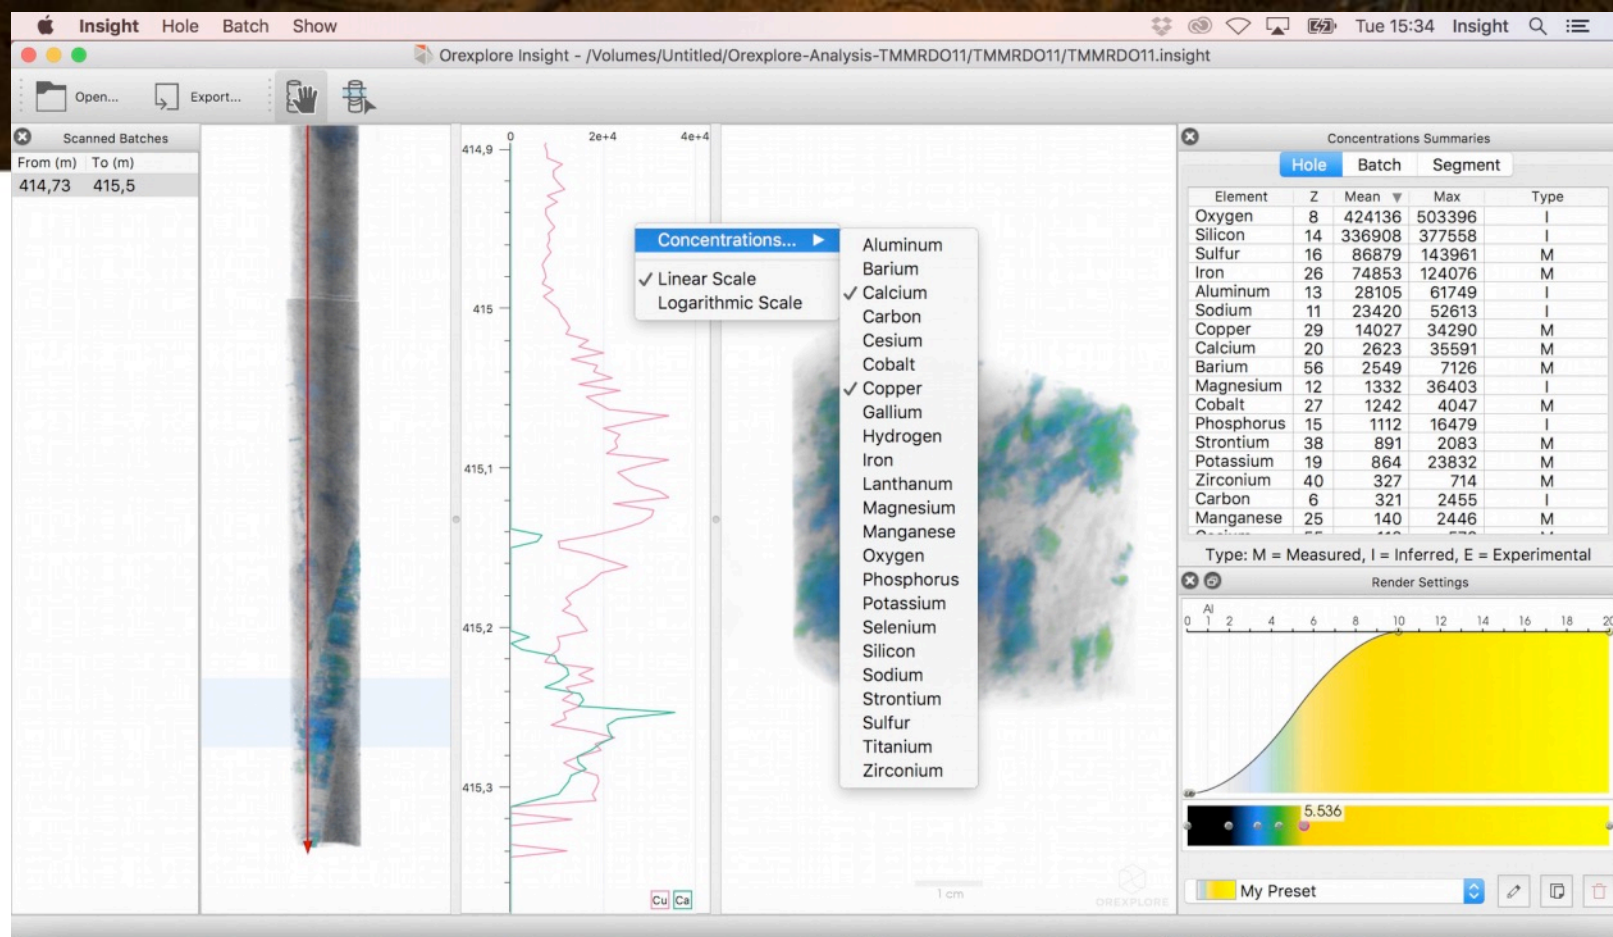 Insight Hole Batch Show Tue 15:34 Insight
Orexplore Insight - /Volumes/Untitled/Orexplore-Analysis-TMMRDO11/TMMRDO11/TMMRDO11.insight
Open... Export...
Scanned Batches
From (m) To (m)
414,73 415,5
0 2e+4 4e+4
414,9
415
415,1
415,2
415,3
Cu Ca
Concentrations...
✓ Linear Scale
Logarithmic Scale
Aluminum
Barium
✓ Calcium
Carbon
Cesium
Cobalt
✓ Copper
Gallium
Hydrogen
Iron
Lanthanum
Magnesium
Manganese
Oxygen
Phosphorus
Potassium
Selenium
Silicon
Sodium
Strontium
Sulfur
Titanium
Zirconium
1 cm
OREXPLORE
Concentrations Summaries
Hole Batch Segment
Element Z Mean Max Type
Oxygen 8 424136 503396 I
Silicon 14 336908 377558 I
Sulfur 16 86879 143961 M
Iron 26 74853 124076 M
Aluminum 13 28105 61749 I
Sodium 11 23420 52613 I
Copper 29 14027 34290 M
Calcium 20 2623 35591 M
Barium 56 2549 7126 M
Magnesium 12 1332 36403 I
Cobalt 27 1242 4047 M
Phosphorus 15 1112 16479 I
Strontium 38 891 2083 M
Potassium 19 864 23832 M
Zirconium 40 327 714 M
Carbon 6 321 2455 I
Manganese 25 140 2446 M
Type: M = Measured, I = Inferred, E = Experimental
Render Settings
Al
0 1 2 4 6 8 10 12 14 16 18 20
5.536
My Preset